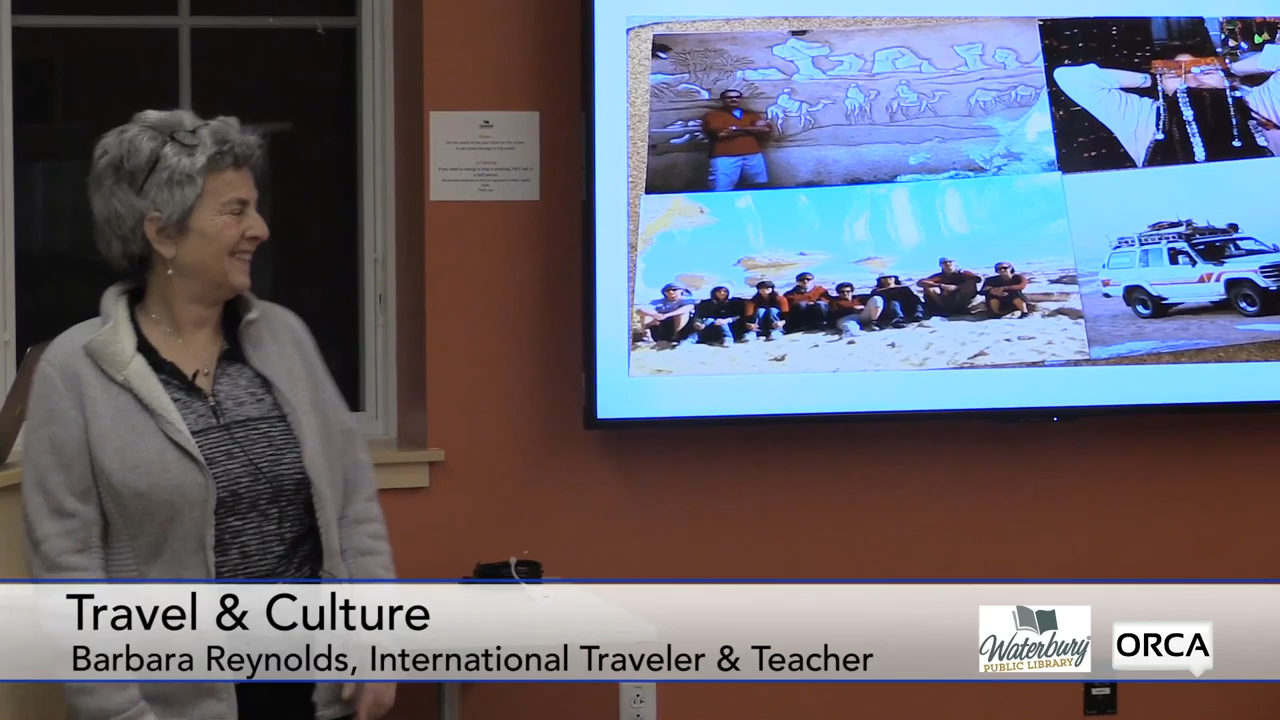 Travel & Culture
Barbara Reynolds, International Traveler & Teacher
Waterbury
PUBLIC LIBRARY
ORCA